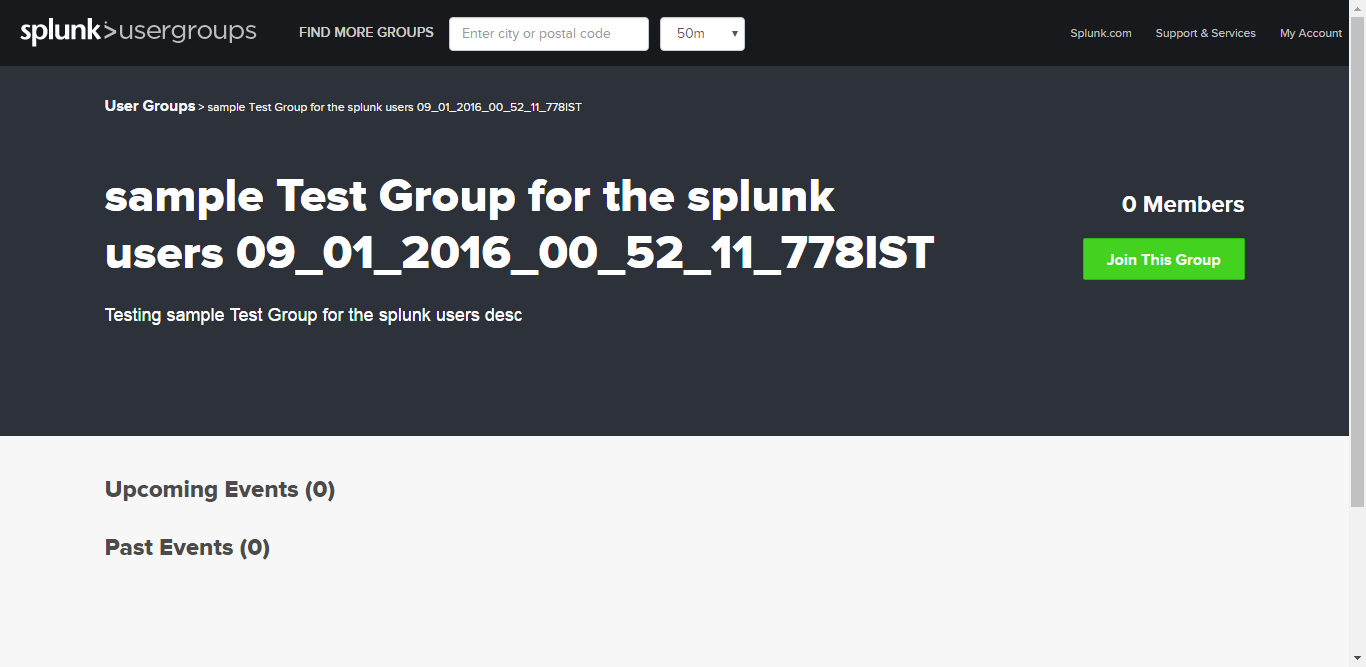 splunk>usergroups FIND MORE GROUPS Enter city or postal code 50m Splunk.com Support & Services My Account
User Groups > sample Test Group for the splunk users 09_01_2016_00_52_11_778IST
sample Test Group for the splunk
users 09_01_2016_00_52_11_778IST
0 Members
Join This Group
Testing sample Test Group for the splunk users desc
Upcoming Events (0)
Past Events (0)